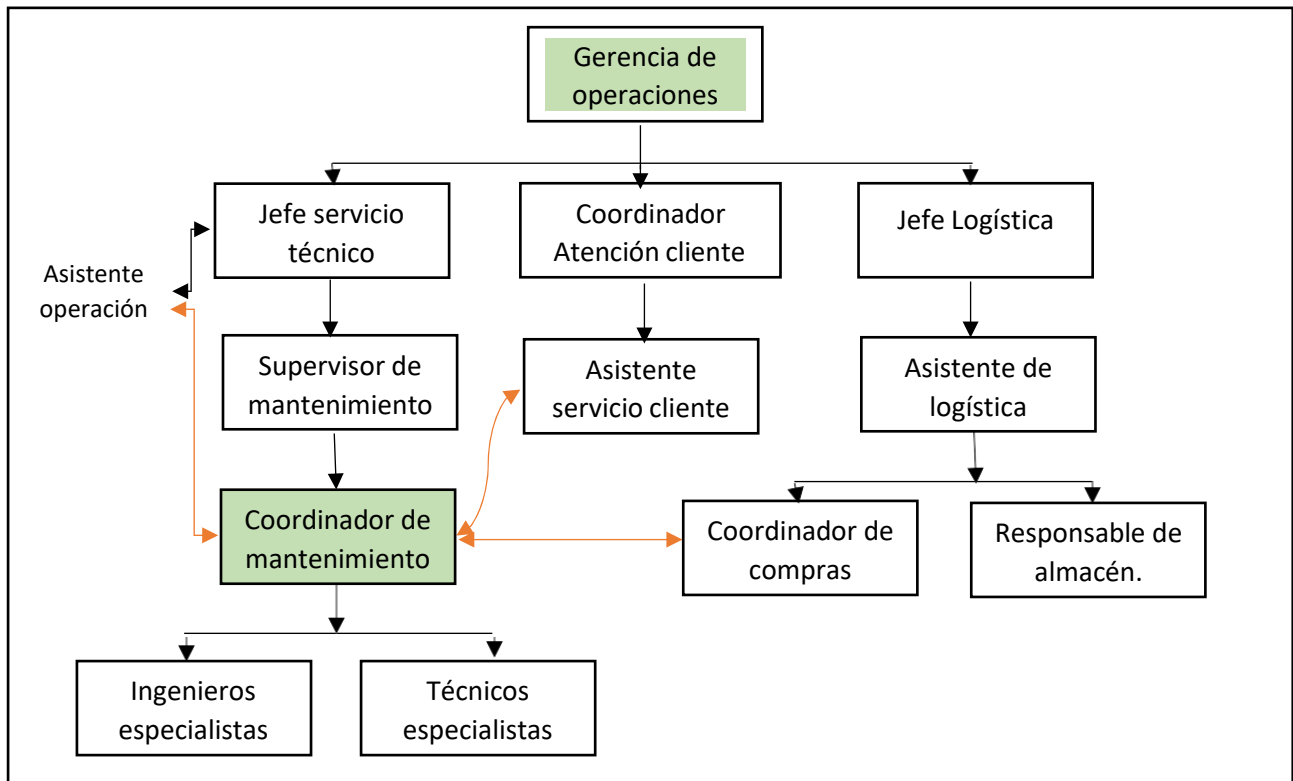 Gerencia de
operaciones
Jefe servicio
técnico
Coordinador
Atención cliente
Jefe Logística
Asistente
operación
Supervisor de
mantenimiento
Asistente
servicio cliente
Asistente de
logística
Coordinador de
mantenimiento
Coordinador de
compras
Responsable de
almacén.
Ingenieros
especialistas
Técnicos
especialistas